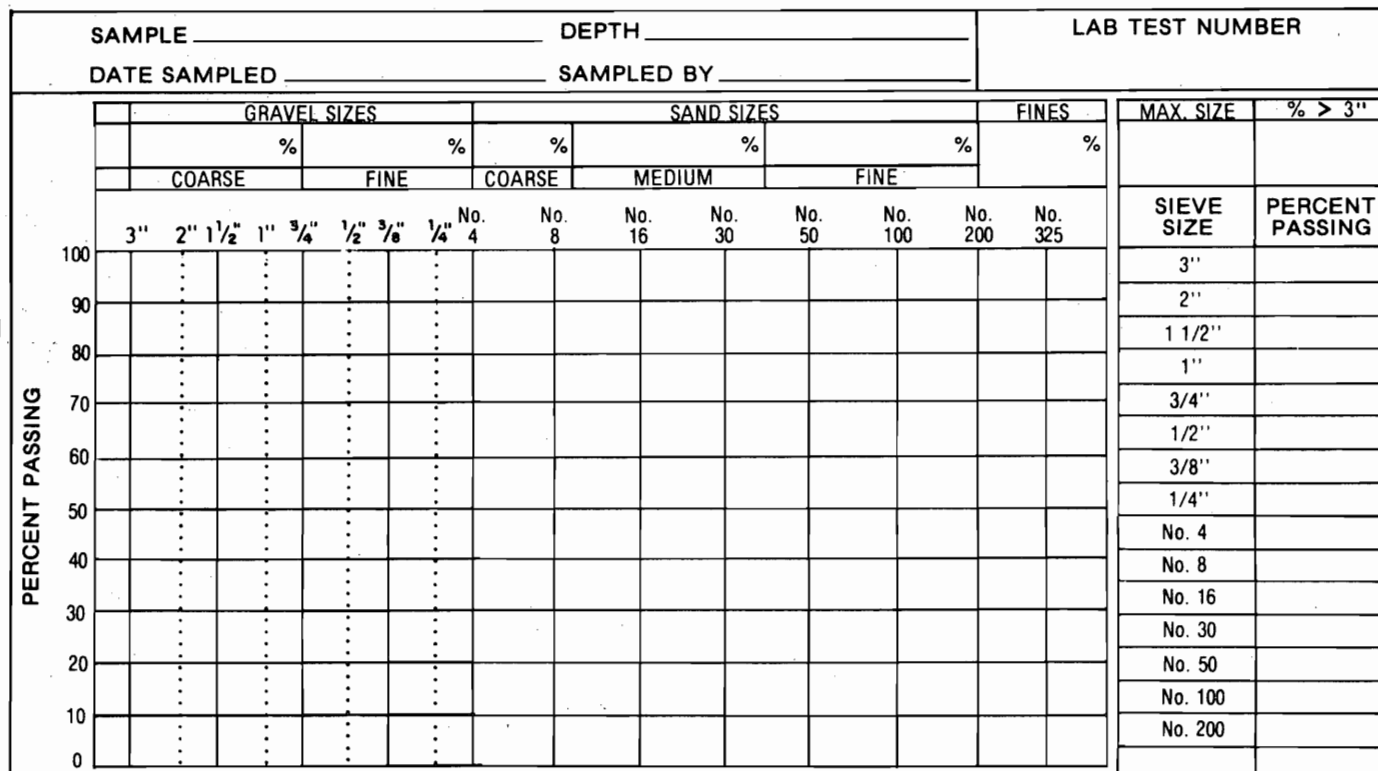 SAMPLE DEPTH LAB TEST NUMBER
DATE SAMPLED SAMPLED BY
GRAVEL SIZES SAND SIZES FINES MAX. SIZE % > 3''
% % % % % %
COARSE FINE COARSE MEDIUM FINE
3'' 2'' 1½'' 1'' ¾'' ½'' ⅜'' ¼'' No. 4 No. 8 No. 16 No. 30 No. 50 No. 100 No. 200 No. 325
PERCENT PASSING
100
90
80
70
60
50
40
30
20
10
0
SIEVE SIZE PERCENT PASSING
3''
2''
1 1/2''
1''
3/4''
1/2''
3/8''
1/4''
No. 4
No. 8
No. 16
No. 30
No. 50
No. 100
No. 200